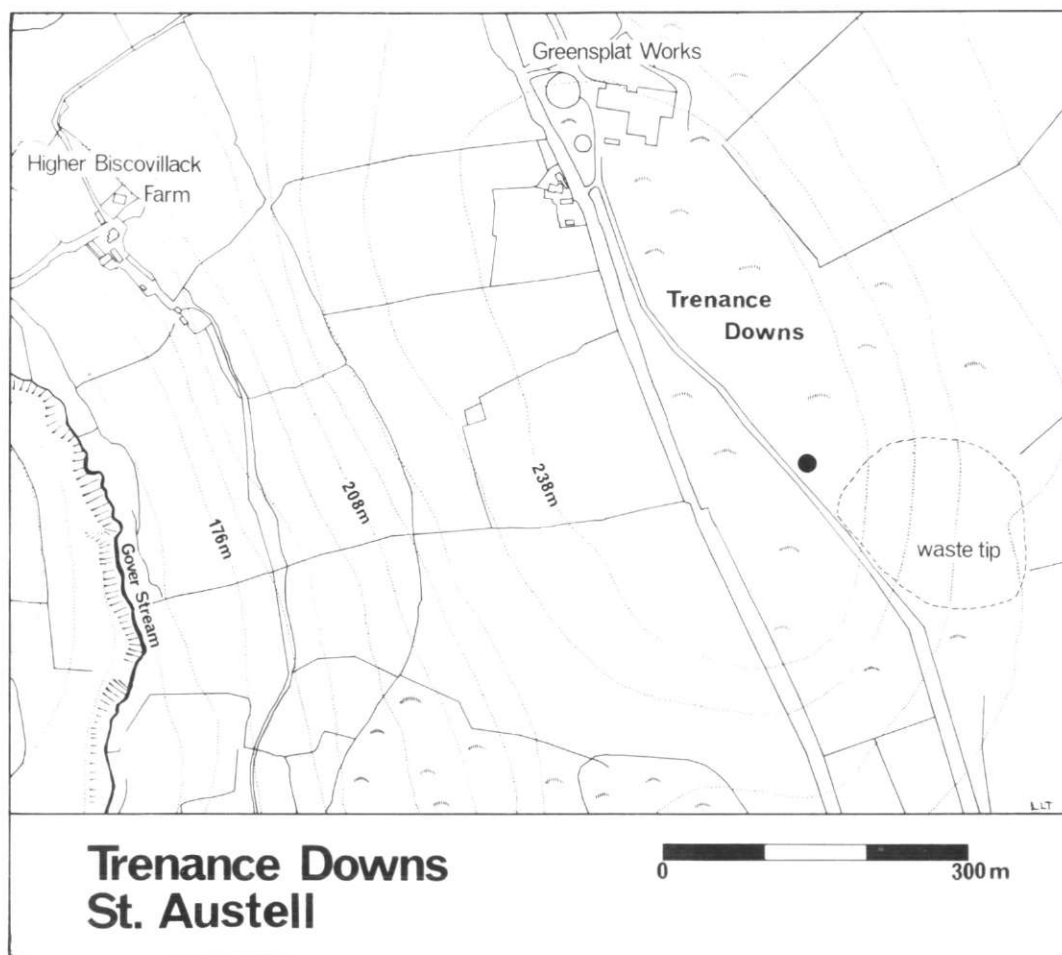 Greensplat Works
Higher Biscovillack
Farm
Trenance
Downs
238m
208m
176m
waste tip
Gover Stream
LLT
Trenance Downs
St. Austell
0 300m